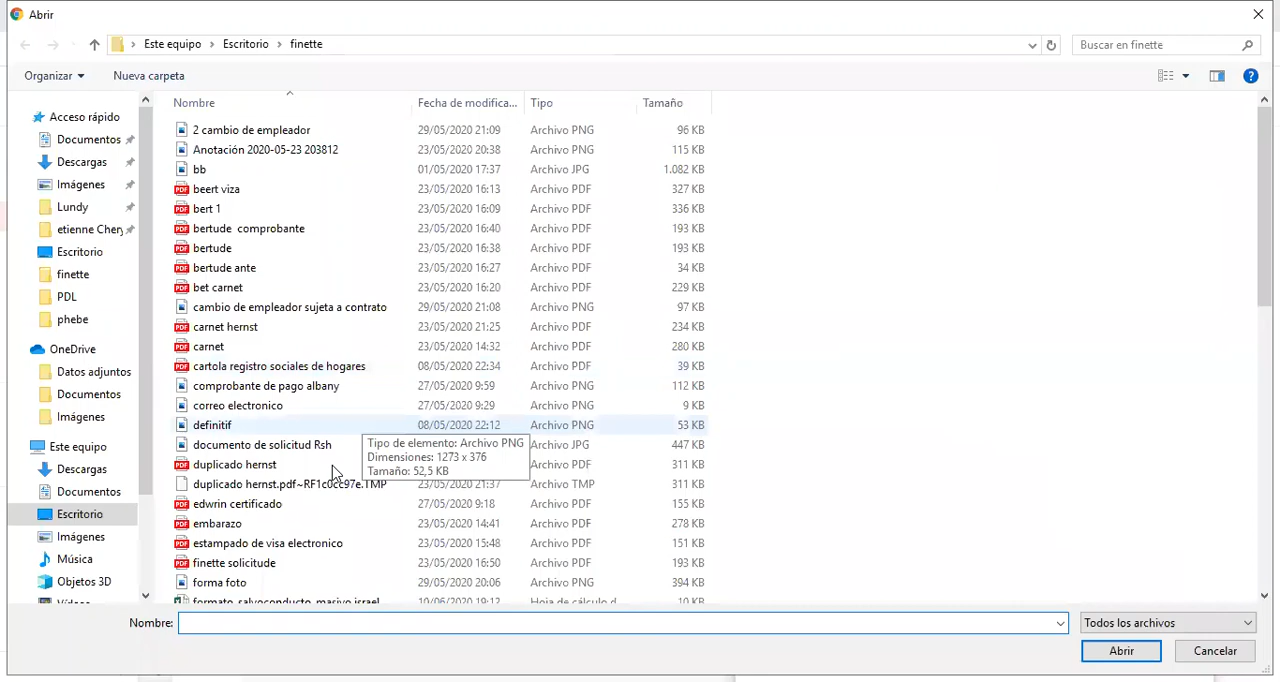 Abrir
Este equipo > Escritorio > finette
Buscar en finette
Organizar
Nueva carpeta
Nombre Fecha de modifica... Tipo Tamaño
Acceso rápido
Documentos
Descargas
Imágenes
Lundy
etienne Chery
Escritorio
finette
PDL
phebe
OneDrive
Datos adjuntos
Documentos
Imágenes
Este equipo
Descargas
Documentos
Escritorio
Imágenes
Música
Objetos 3D
Vídeos
2 cambio de empleador 29/05/2020 21:09 Archivo PNG 96 KB
Anotación 2020-05-23 203812 23/05/2020 20:38 Archivo PNG 115 KB
bb 01/05/2020 17:37 Archivo JPG 1.082 KB
beert viza 23/05/2020 16:13 Archivo PDF 327 KB
bert 1 23/05/2020 16:09 Archivo PDF 336 KB
bertude  comprobante 23/05/2020 16:40 Archivo PDF 193 KB
bertude 23/05/2020 16:38 Archivo PDF 193 KB
bertude ante 23/05/2020 16:27 Archivo PDF 34 KB
bet carnet 23/05/2020 16:20 Archivo PDF 229 KB
cambio de empleador sujeta a contrato 29/05/2020 21:08 Archivo PNG 97 KB
carnet hernst 23/05/2020 21:25 Archivo PDF 234 KB
carnet 23/05/2020 14:32 Archivo PDF 280 KB
cartola registro sociales de hogares 08/05/2020 22:34 Archivo PDF 39 KB
comprobante de pago albany 27/05/2020 9:59 Archivo PNG 112 KB
correo electronico 27/05/2020 9:29 Archivo PNG 9 KB
definitif 08/05/2020 22:12 Archivo PNG 53 KB
documento de solicitud Rsh Archivo JPG 447 KB
Tipo de elemento: Archivo PNG
Dimensiones: 1273 x 376
Tamaño: 52,5 KB
duplicado hernst Archivo PDF 311 KB
duplicado hernst.pdf~RF1c0cc97e.TMP 23/05/2020 21:37 Archivo TMP 311 KB
edwrin certificado 27/05/2020 9:18 Archivo PDF 155 KB
embarazo 23/05/2020 14:41 Archivo PDF 278 KB
estampado de visa electronico 23/05/2020 15:48 Archivo PDF 151 KB
finette solicitude 23/05/2020 16:50 Archivo PDF 193 KB
forma foto 29/05/2020 20:06 Archivo PNG 394 KB
formato_salvoconducto_masivo_israel 10/06/2020 19:12 Hoja de cálculo d... 10 KB
Nombre:
Todos los archivos
Abrir
Cancelar